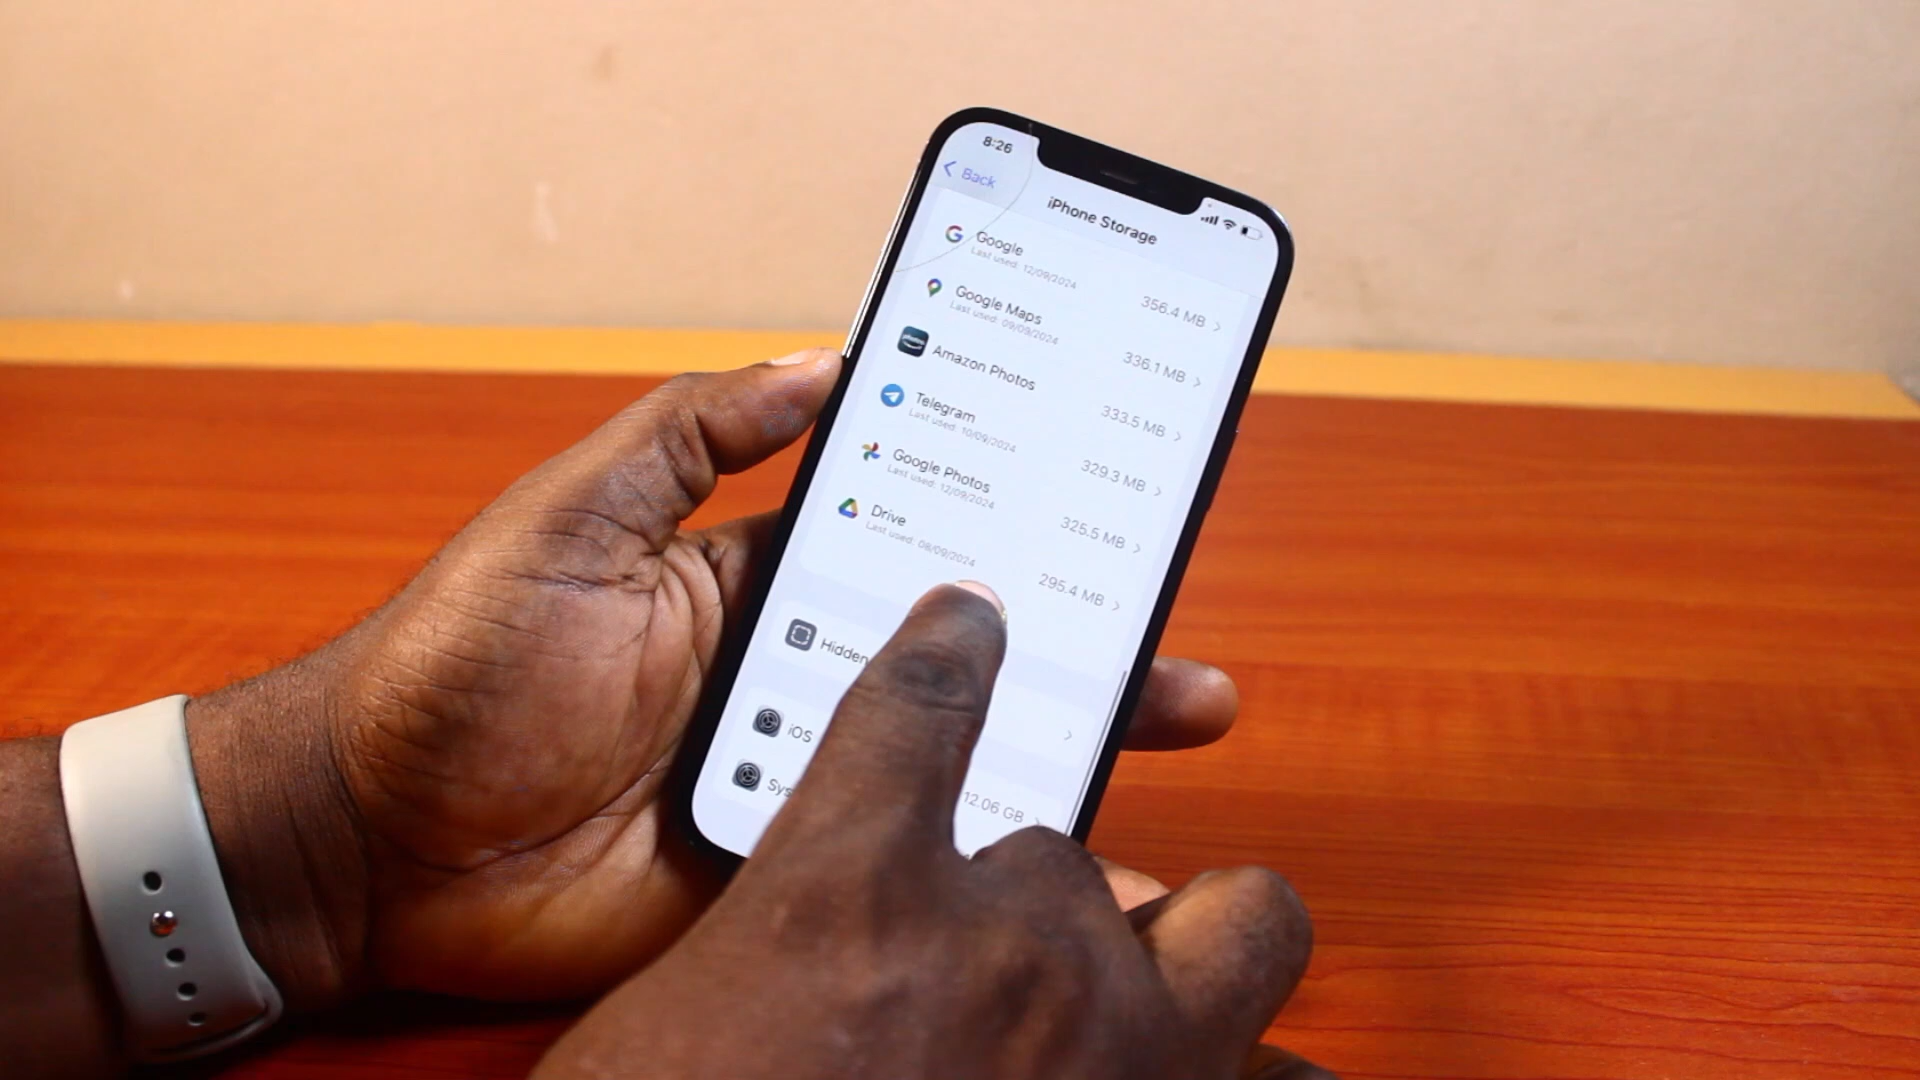 8:26
Back
iPhone Storage
Google
Last used: 12/09/2024
356.4 MB
Google Maps
Last used: 09/09/2024
336.1 MB
Amazon Photos
333.5 MB
Telegram
Last used: 10/09/2024
329.3 MB
Google Photos
Last used: 12/09/2024
325.5 MB
Drive
Last used: 08/09/2024
295.4 MB
Hidden
iOS
12.06 GB
Sys